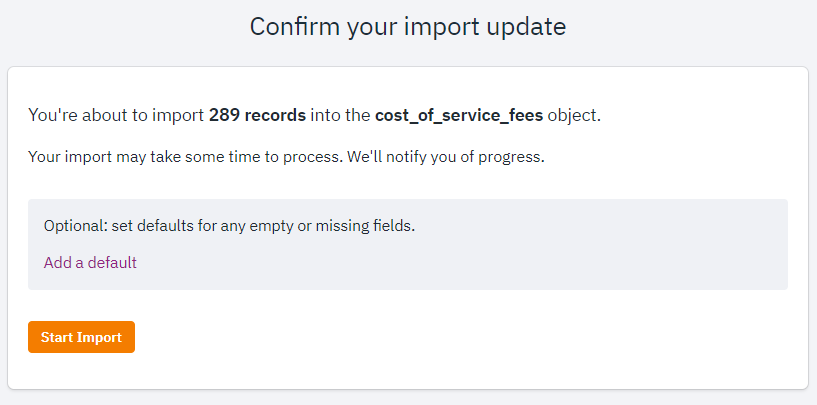 Confirm your import update
You're about to import 289 records into the cost_of_service_fees object.
Your import may take some time to process. We'll notify you of progress.
Optional: set defaults for any empty or missing fields.
Add a default
Start Import